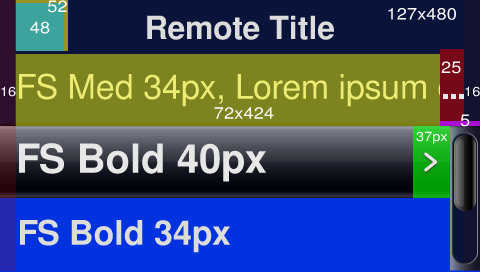 52
48
Remote Title
127x480
16
FS Med 34px, Lorem ipsum
25
16
72x424
5
FS Bold 40px
37px
FS Bold 34px